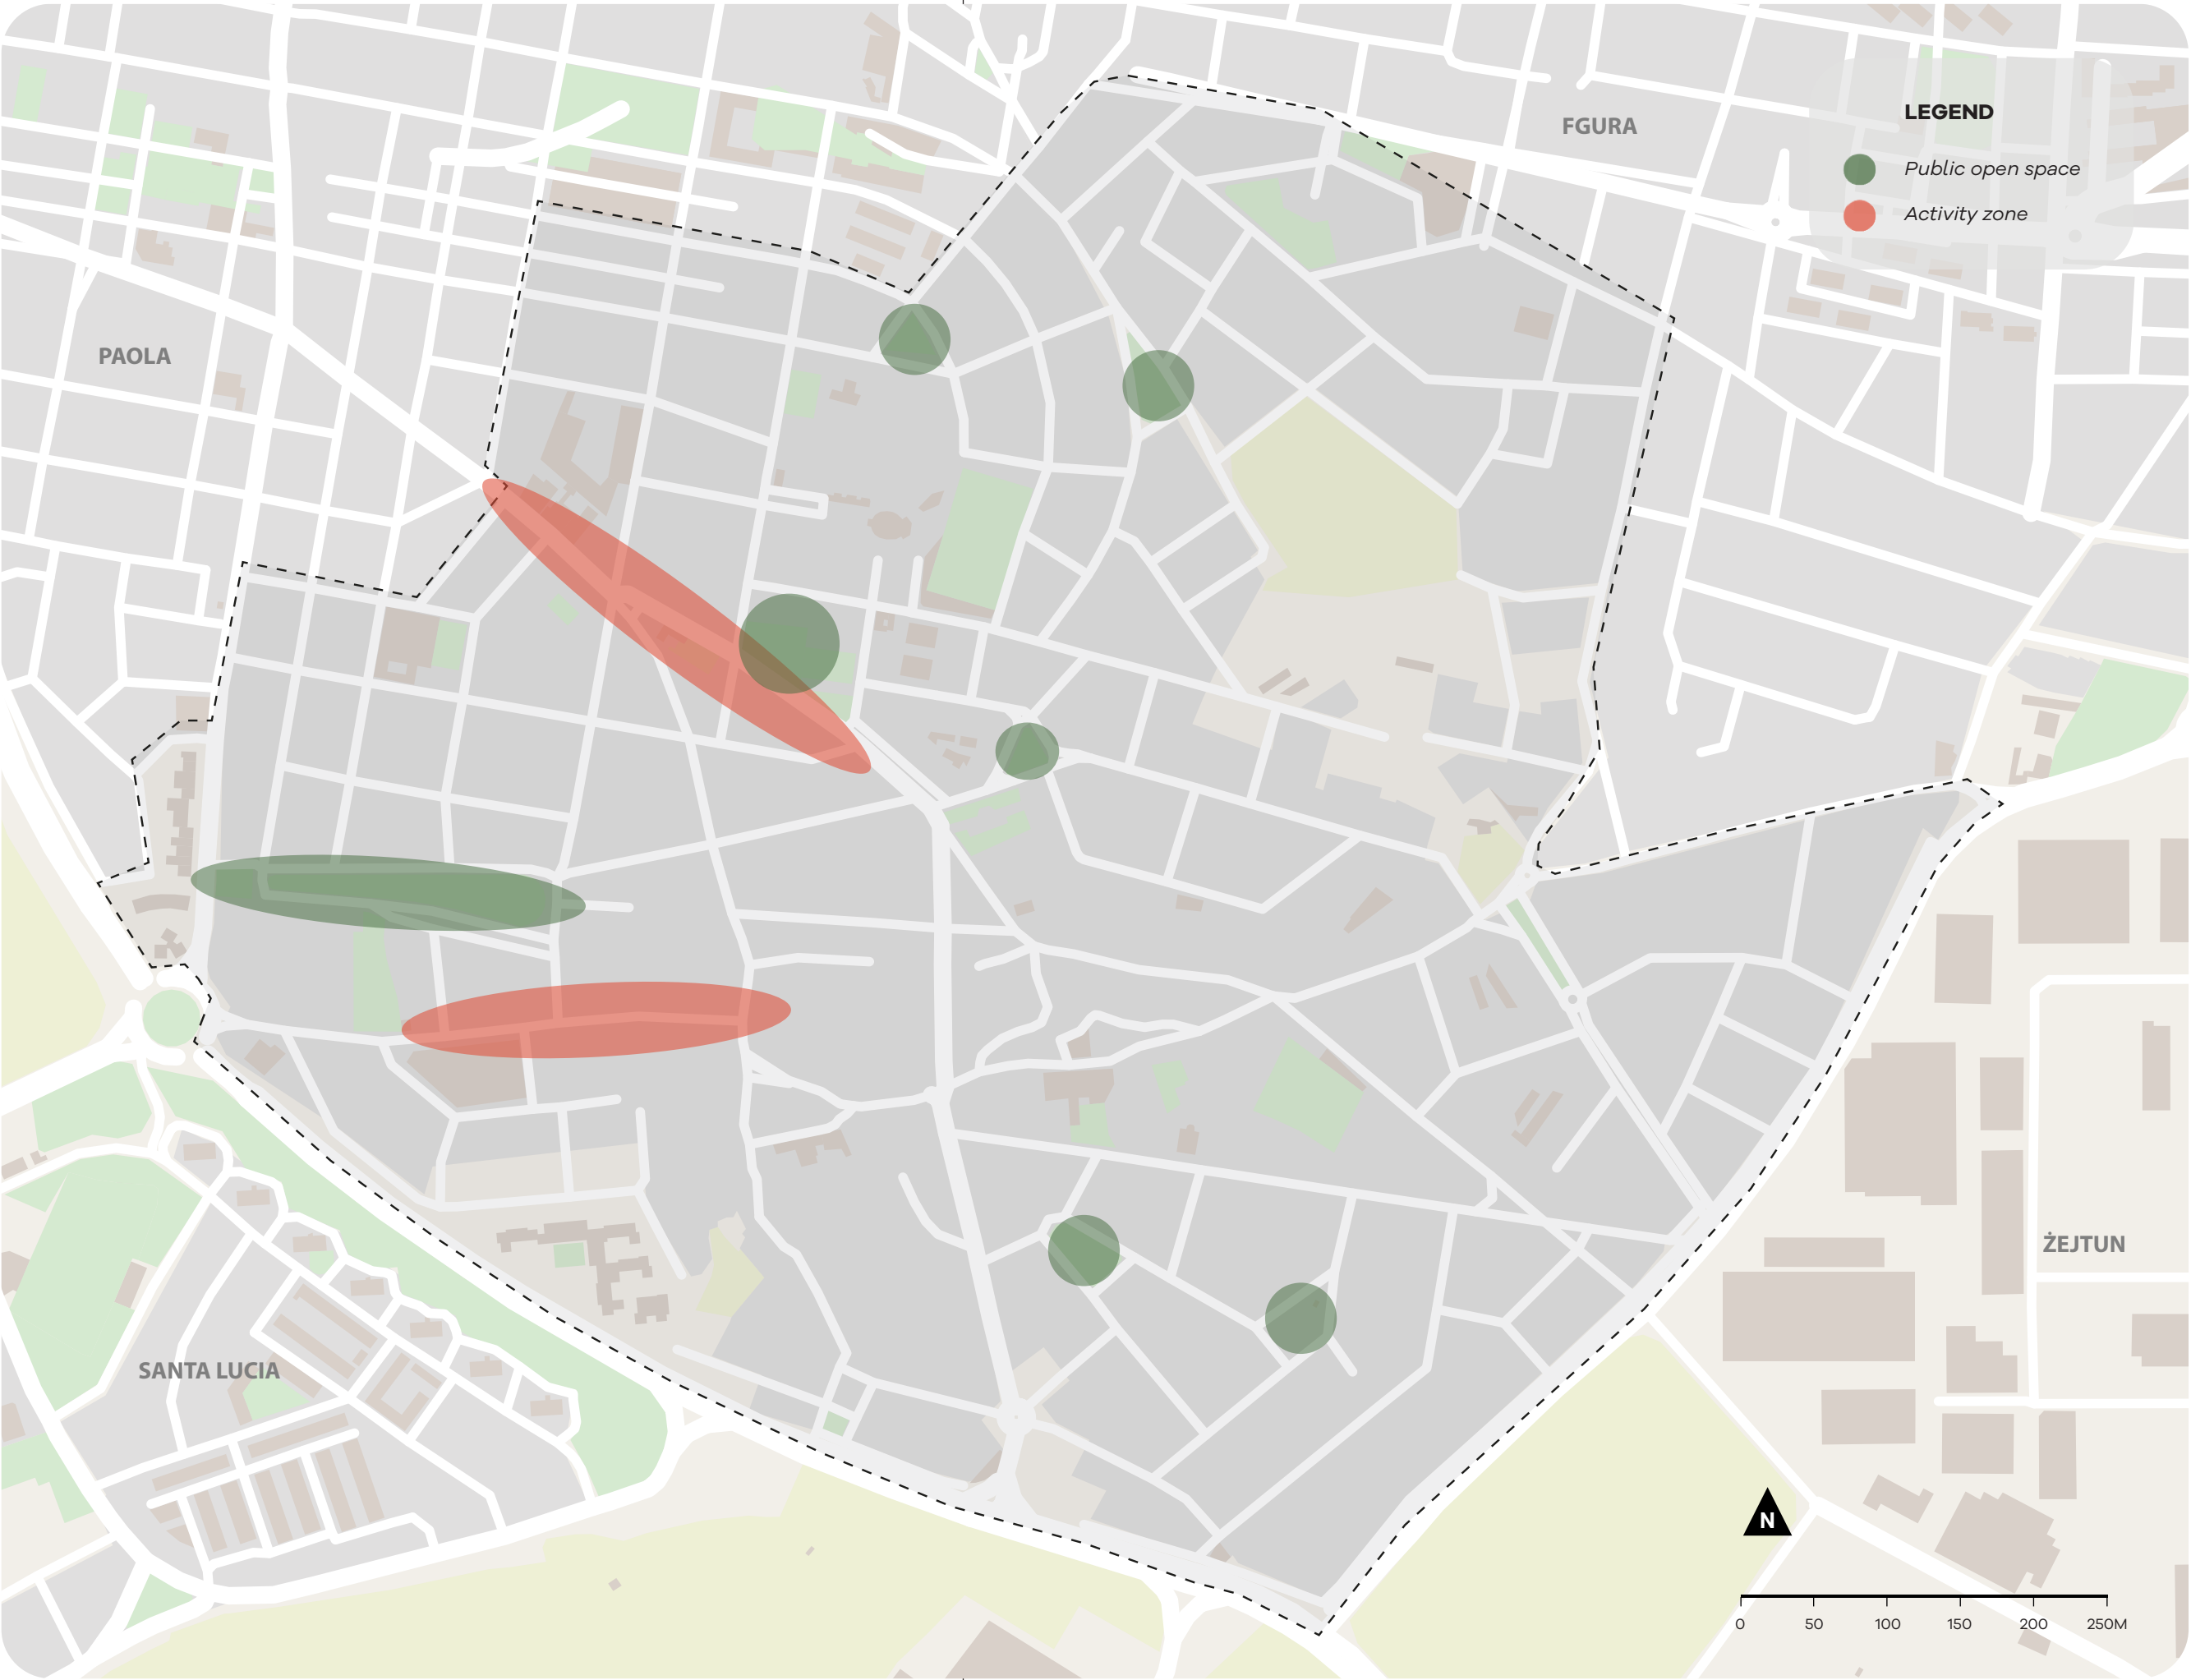 LEGEND
Public open space
Activity zone
FGURA
PAOLA
ŻEJTUN
SANTA LUCIA
N
0 50 100 150 200 250M